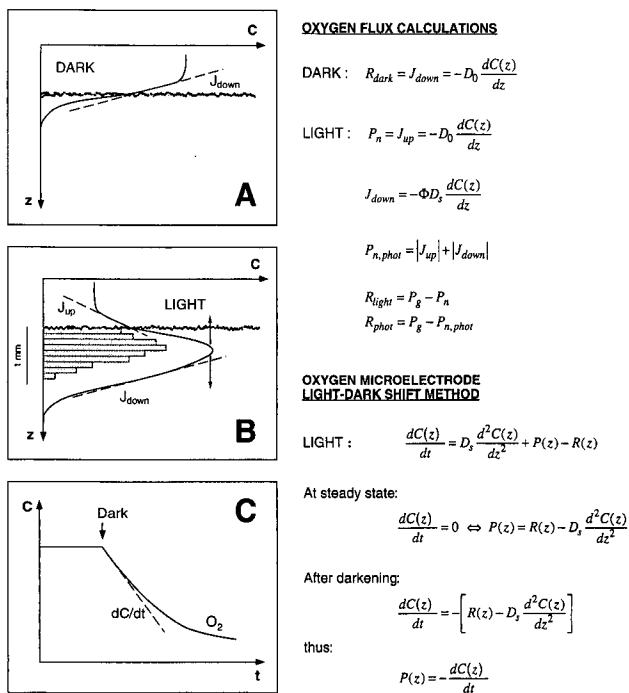 C
DARK
J_down
z
A
C
LIGHT
J_up
1 mm
J_down
z
B
C
Dark
C
dC/dt
O₂
t
OXYGEN FLUX CALCULATIONS
DARK : R_dark = J_down = −D₀ dC(z)/dz
LIGHT : P_n = J_up = −D₀ dC(z)/dz
J_down = −ΦD_s dC(z)/dz
P_n,phot = |J_up| + |J_down|
R_light = P_g − P_n
R_phot = P_g − P_n,phot
OXYGEN MICROELECTRODE
LIGHT-DARK SHIFT METHOD
LIGHT : dC(z)/dt = D_s d²C(z)/dz² + P(z) − R(z)
At steady state:
dC(z)/dt = 0 ⇔ P(z) = R(z) − D_s d²C(z)/dz²
After darkening:
dC(z)/dt = −[R(z) − D_s d²C(z)/dz²]
thus:
P(z) = − dC(z)/dt